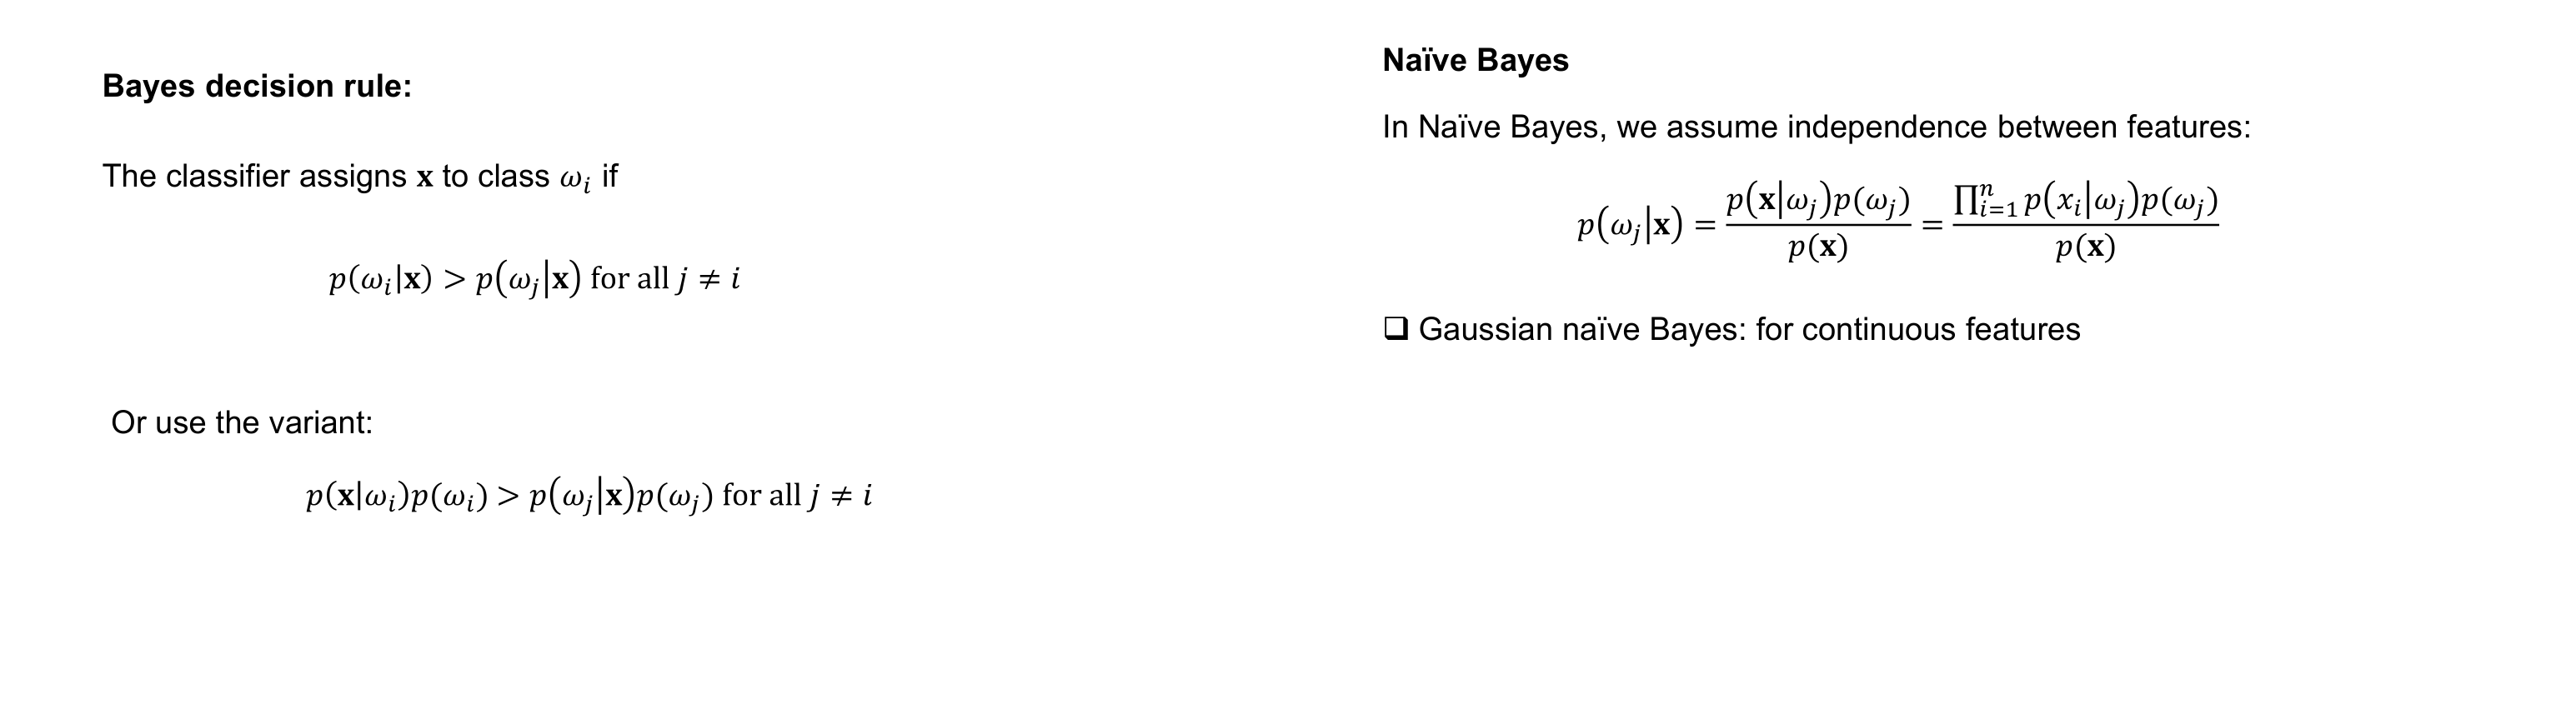 Bayes decision rule:
The classifier assigns x to class ωᵢ if
p(ωᵢ|x) > p(ωⱼ|x) for all j ≠ i
Or use the variant:
p(x|ωᵢ)p(ωᵢ) > p(ωⱼ|x)p(ωⱼ) for all j ≠ i
Naïve Bayes
In Naïve Bayes, we assume independence between features:
p(ωⱼ|x) = p(x|ωⱼ)p(ωⱼ) / p(x) = ∏ⁿᵢ₌₁ p(xᵢ|ωⱼ)p(ωⱼ) / p(x)
❑ Gaussian naïve Bayes: for continuous features